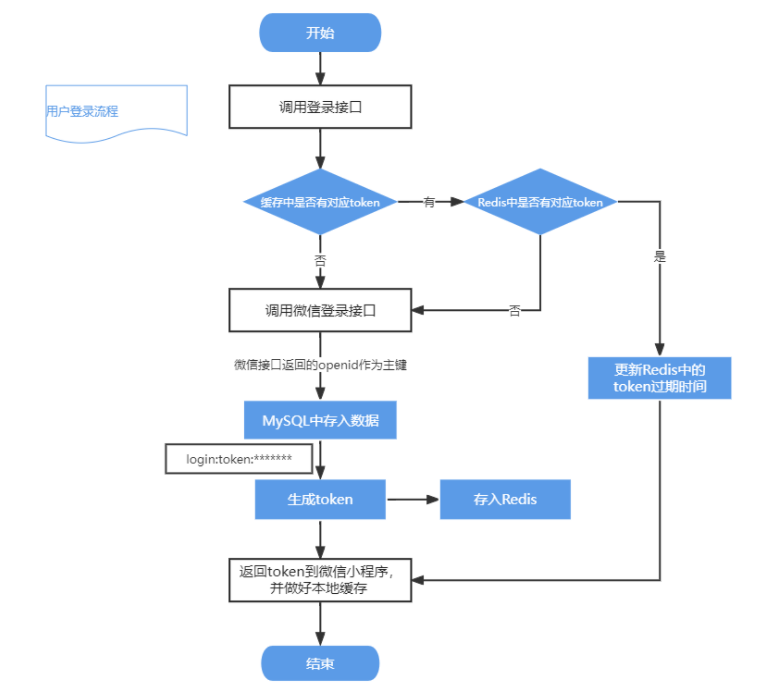 开始
用户登录流程
调用登录接口
缓存中是否有对应token
有
Redis中是否有对应token
否
是
调用微信登录接口
否
微信接口返回的openid作为主键
更新Redis中的
token过期时间
MySQL中存入数据
login:token:*******
生成token
存入Redis
返回token到微信小程序，
并做好本地缓存
结束